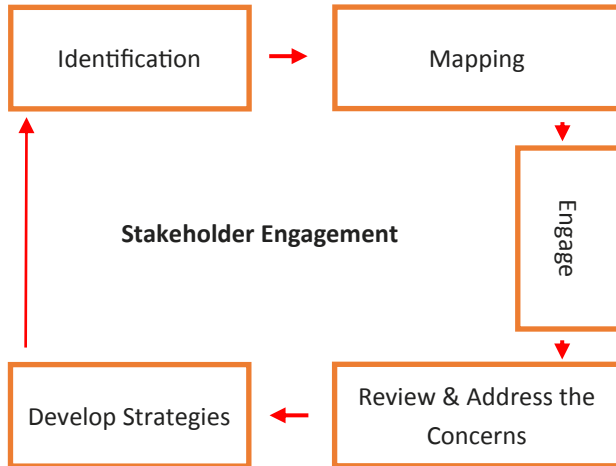 Identification
Mapping
Engage
Stakeholder Engagement
Develop Strategies
Review & Address the
Concerns